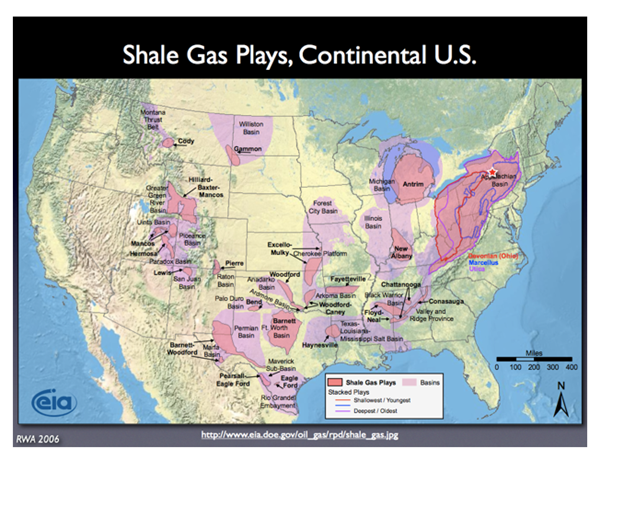 Shale Gas Plays, Continental U.S.
Montana
Thrust
Belt
Cody
Williston
Basin
Gammon
Hilliard-
Baxter-
Mancos
Greater
Green
River
Basin
Uinta Basin
Mancos
Piceance
Basin
Hermosa
Paradox Basin
Lewis
San Juan
Basin
Pierre
Raton
Basin
Palo Duro
Basin
Anadarko
Basin
Woodford
Ardmore Basin
Bend
Excello-
Mulky
Cherokee Platform
Forest
City Basin
Illinois
Basin
Michigan
Basin
Antrim
New
Albany
Appalachian
Basin
Devonian (Ohio)
Marcellus
Utica
Fayetteville
Arkoma Basin
Woodford-
Caney
Chattanooga
Black Warrior
Basin
Conasauga
Valley and
Ridge Province
Floyd-
Neal
Texas-
Louisiana-
Mississippi Salt Basin
Haynesville
Barnett
Ft. Worth
Basin
Permian
Basin
Barnett-
Woodford
Marfa
Basin
Pearsall-
Eagle Ford
Maverick
Sub-Basin
Eagle
Ford
Rio Grande
Embayment
Shale Gas Plays
Basins
Stacked Plays
Shallowest / Youngest
Deepest / Oldest
Miles
0 100 200 300 400
N
eia
RWA 2006
http://www.eia.doe.gov/oil_gas/rpd/shale_gas.jpg